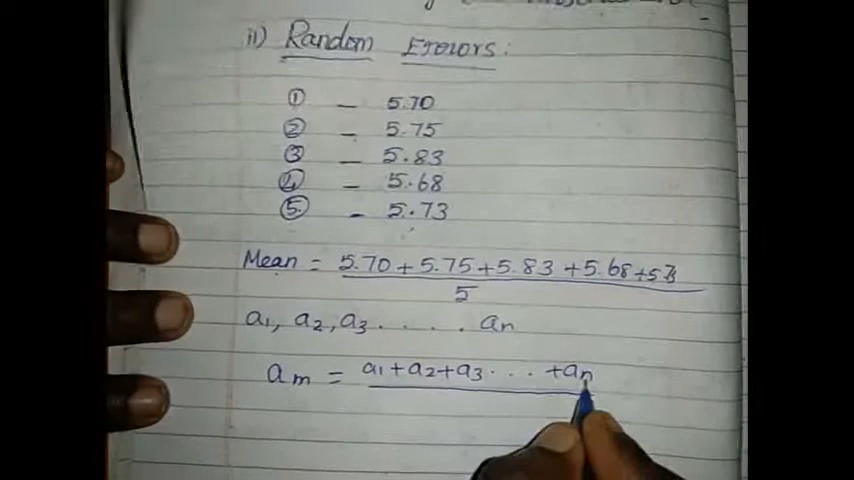 ii) Random Errors:
① – 5.70
② – 5.75
③ – 5.83
④ – 5.68
⑤ – 5.73
Mean = 5.70 + 5.75 + 5.83 + 5.68 + 5.73
5
a1, a2, a3 . . . . . an
am = a1 + a2 + a3 . . . . + an